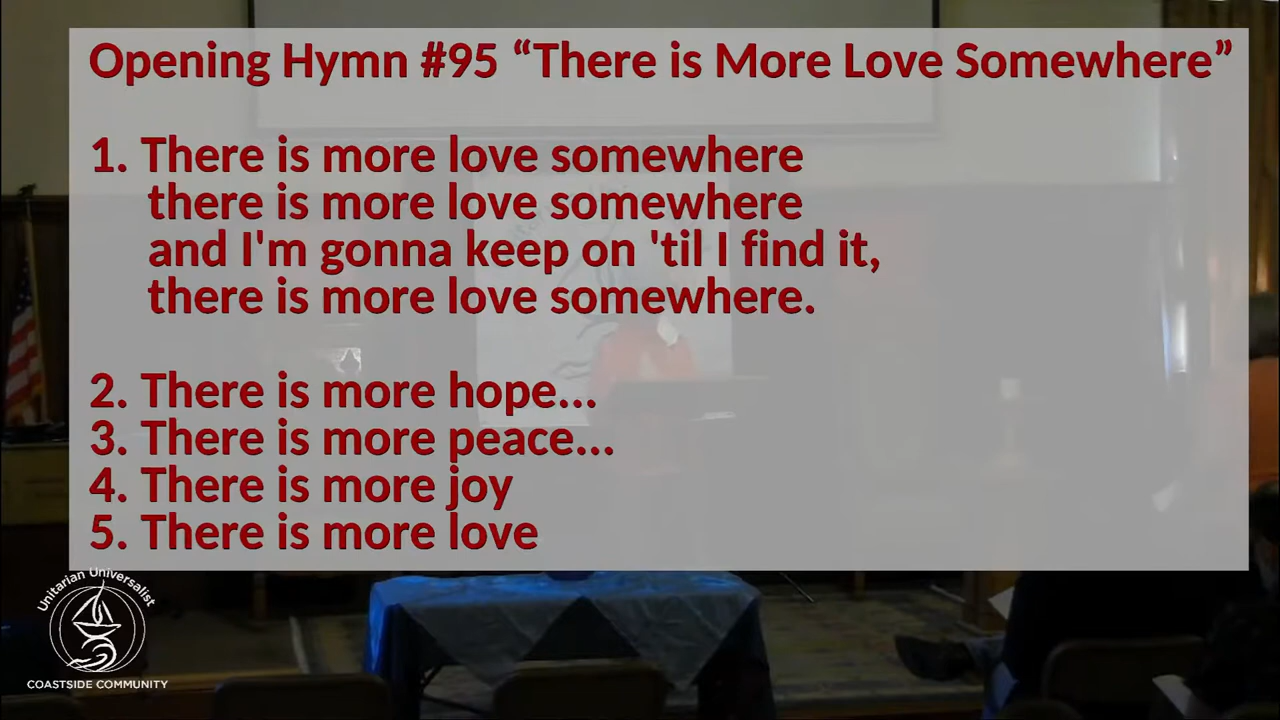 Opening Hymn #95 “There is More Love Somewhere”
1. There is more love somewhere
there is more love somewhere
and I'm gonna keep on 'til I find it,
there is more love somewhere.
2. There is more hope...
3. There is more peace...
4. There is more joy
5. There is more love
Unitarian Universalist
COASTSIDE COMMUNITY